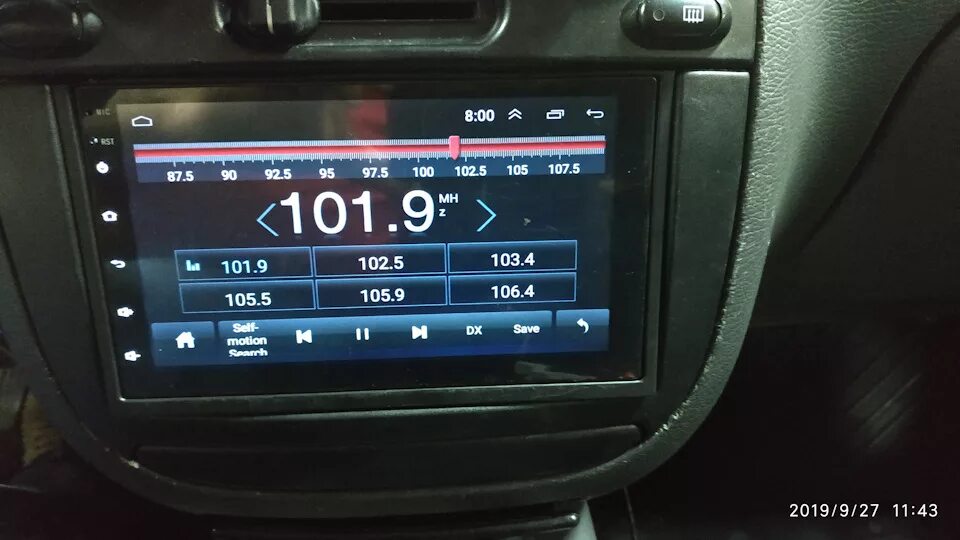 MIC
8:00
RST
87.5 90 92.5 95 97.5 100 102.5 105 107.5
101.9 MH
z
101.9 102.5 103.4
105.5 105.9 106.4
Self-
motion
Search
DX Save
2019/9/27 11:43